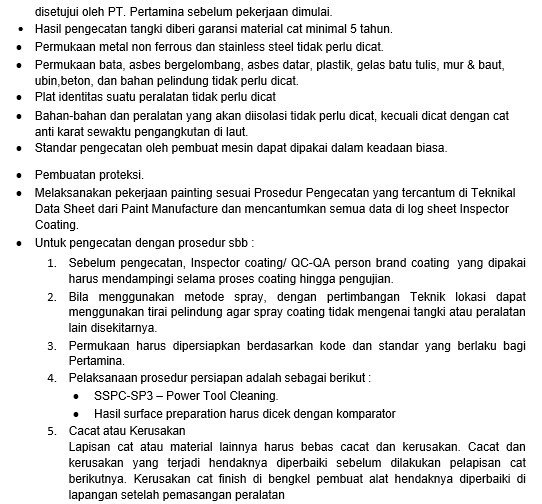 disetujui oleh PT. Pertamina sebelum pekerjaan dimulai.
• Hasil pengecatan tangki diberi garansi material cat minimal 5 tahun.
• Permukaan metal non ferrous dan stainless steel tidak perlu dicat.
• Permukaan bata, asbes bergelombang, asbes datar, plastik, gelas batu tulis, mur & baut,
ubin,beton, dan bahan pelindung tidak perlu dicat.
• Plat identitas suatu peralatan tidak perlu dicat
• Bahan-bahan dan peralatan yang akan diisolasi tidak perlu dicat, kecuali dicat dengan cat
anti karat sewaktu pengangkutan di laut.
• Standar pengecatan oleh pembuat mesin dapat dipakai dalam keadaan biasa.
• Pembuatan proteksi.
• Melaksanakan pekerjaan painting sesuai Prosedur Pengecatan yang tercantum di Teknikal
Data Sheet dari Paint Manufacture dan mencantumkan semua data di log sheet Inspector
Coating.
• Untuk pengecatan dengan prosedur sbb :
1. Sebelum pengecatan, Inspector coating/ QC-QA person brand coating yang dipakai
harus mendampingi selama proses coating hingga pengujian.
2. Bila menggunakan metode spray, dengan pertimbangan Teknik lokasi dapat
menggunakan tirai pelindung agar spray coating tidak mengenai tangki atau peralatan
lain disekitarnya.
3. Permukaan harus dipersiapkan berdasarkan kode dan standar yang berlaku bagi
Pertamina.
4. Pelaksanaan prosedur persiapan adalah sebagai berikut :
• SSPC-SP3 – Power Tool Cleaning.
• Hasil surface preparation harus dicek dengan komparator
5. Cacat atau Kerusakan
Lapisan cat atau material lainnya harus bebas cacat dan kerusakan. Cacat dan
kerusakan yang terjadi hendaknya diperbaiki sebelum dilakukan pelapisan cat
berikutnya. Kerusakan cat finish di bengkel pembuat alat hendaknya diperbaiki di
lapangan setelah pemasangan peralatan